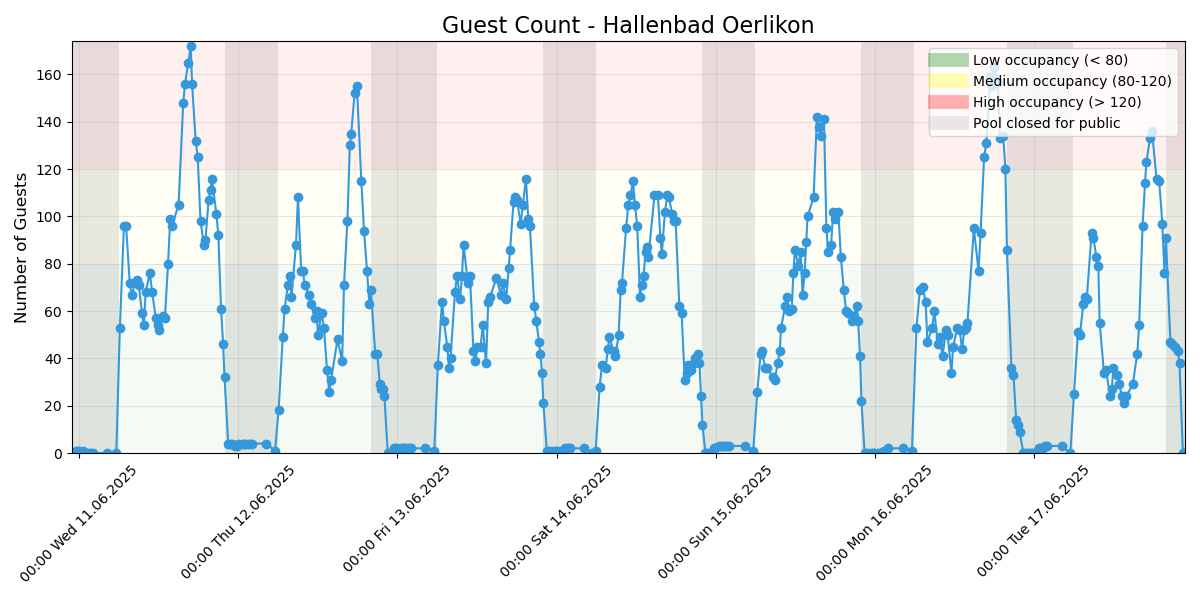 Guest Count - Hallenbad Oerlikon
Low occupancy (< 80)
Medium occupancy (80-120)
High occupancy (> 120)
Pool closed for public
Number of Guests
160
140
120
100
80
60
40
20
0
00:00 Wed 11.06.2025
00:00 Thu 12.06.2025
00:00 Fri 13.06.2025
00:00 Sat 14.06.2025
00:00 Sun 15.06.2025
00:00 Mon 16.06.2025
00:00 Tue 17.06.2025